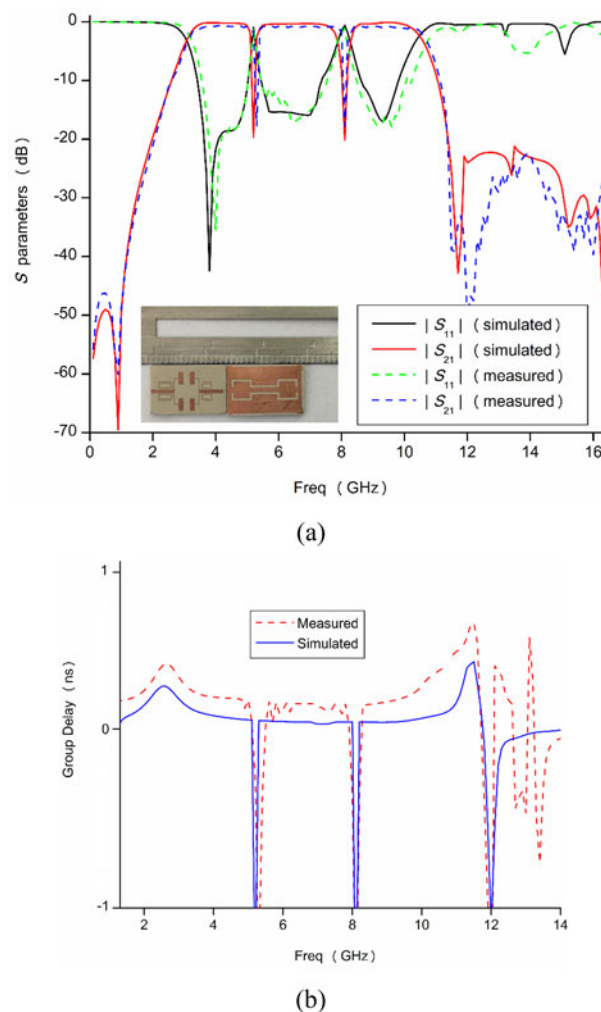 0
-10
-20
-30
-40
-50
-60
-70
S parameters (dB)
|S11| (simulated)
|S21| (simulated)
|S11| (measured)
|S21| (measured)
0 2 4 6 8 10 12 14 16
Freq (GHz)
(a)
1
0
-1
Group Delay (ns)
Measured
Simulated
2 4 6 8 10 12 14
Freq (GHz)
(b)